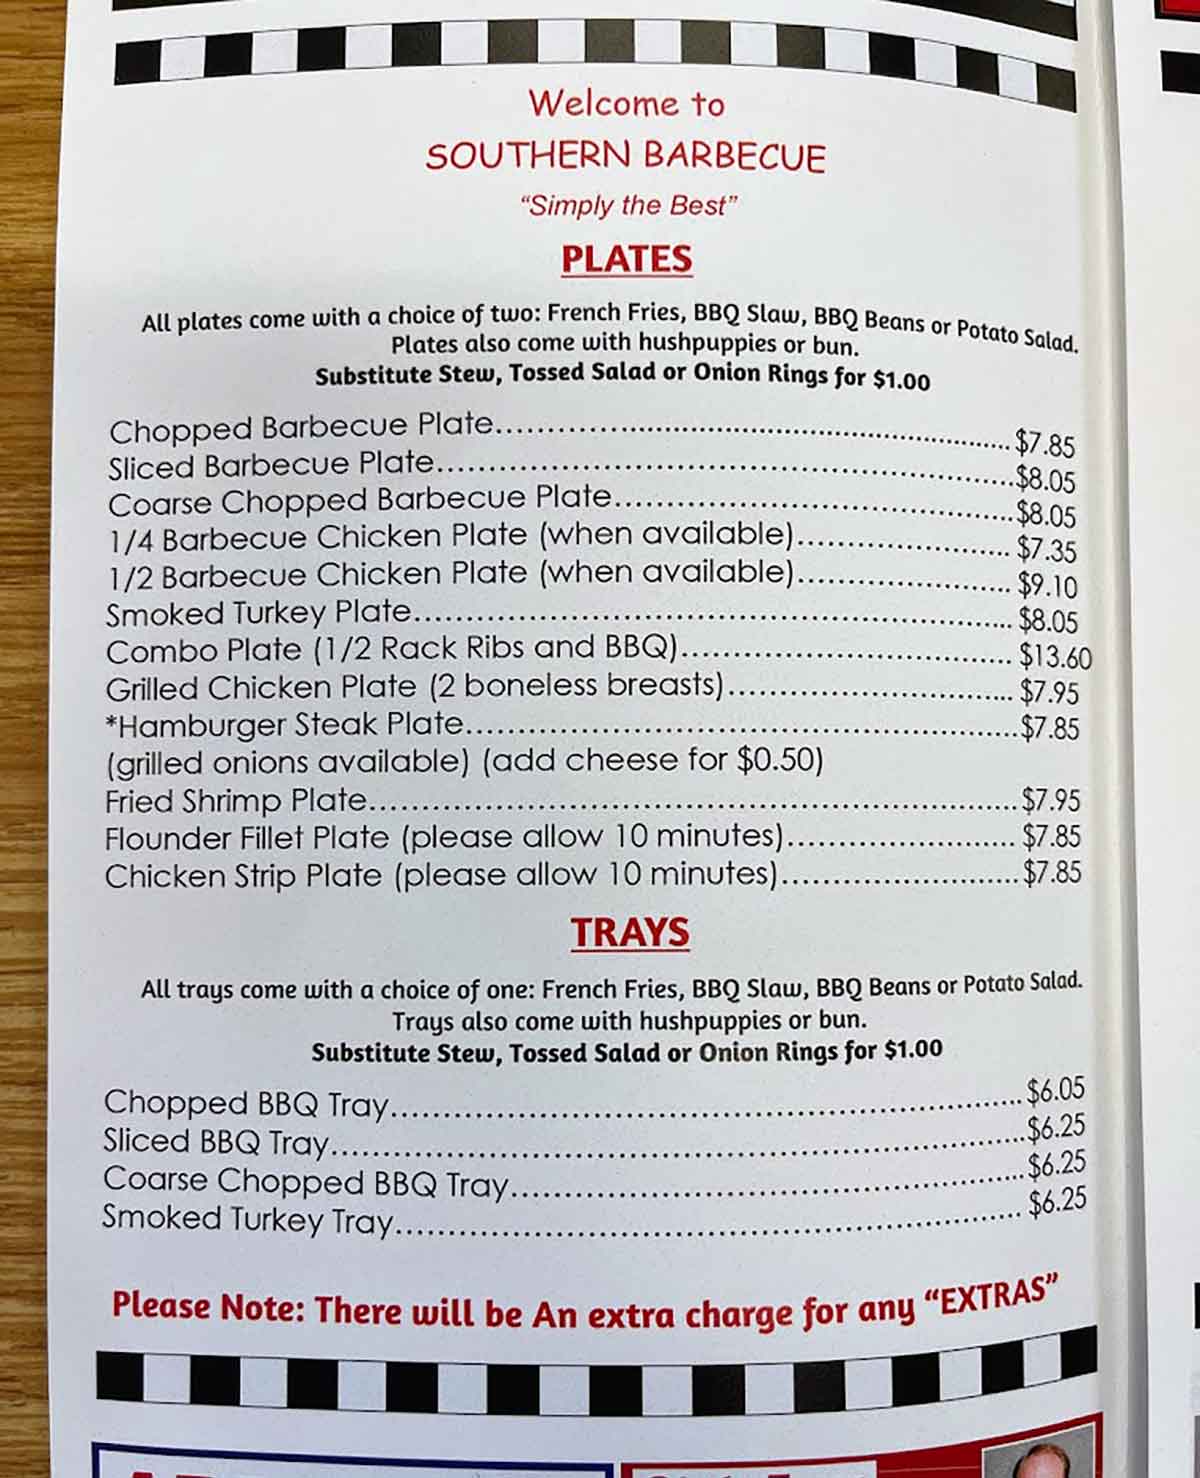 Welcome to
SOUTHERN BARBECUE
“Simply the Best”
PLATES
All plates come with a choice of two: French Fries, BBQ Slaw, BBQ Beans or Potato Salad.
Plates also come with hushpuppies or bun.
Substitute Stew, Tossed Salad or Onion Rings for $1.00
Chopped Barbecue Plate $7.85
Sliced Barbecue Plate $8.05
Coarse Chopped Barbecue Plate $8.05
1/4 Barbecue Chicken Plate (when available) $7.35
1/2 Barbecue Chicken Plate (when available) $9.10
Smoked Turkey Plate $8.05
Combo Plate (1/2 Rack Ribs and BBQ) $13.60
Grilled Chicken Plate (2 boneless breasts) $7.95
*Hamburger Steak Plate $7.85
(grilled onions available) (add cheese for $0.50)
Fried Shrimp Plate $7.95
Flounder Fillet Plate (please allow 10 minutes) $7.85
Chicken Strip Plate (please allow 10 minutes) $7.85
TRAYS
All trays come with a choice of one: French Fries, BBQ Slaw, BBQ Beans or Potato Salad.
Trays also come with hushpuppies or bun.
Substitute Stew, Tossed Salad or Onion Rings for $1.00
Chopped BBQ Tray $6.05
Sliced BBQ Tray $6.25
Coarse Chopped BBQ Tray $6.25
Smoked Turkey Tray $6.25
Please Note: There will be An extra charge for any “EXTRAS”